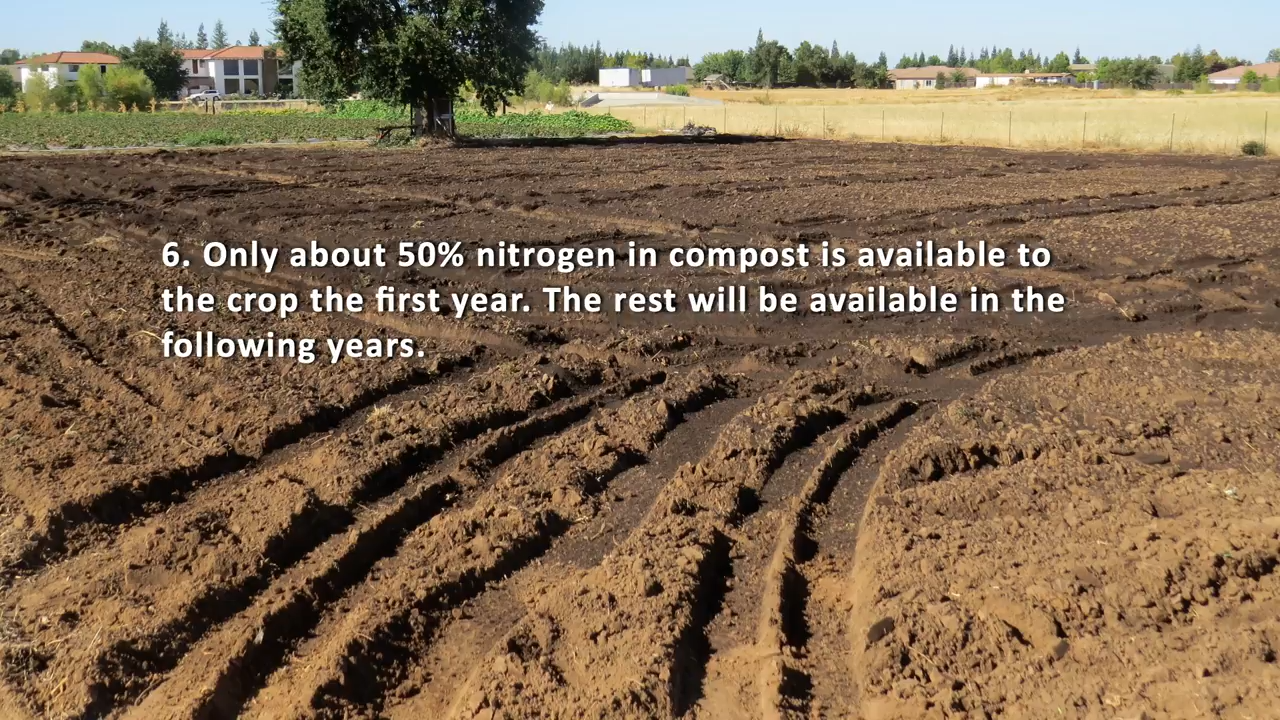 6. Only about 50% nitrogen in compost is available to
the crop the first year. The rest will be available in the
following years.